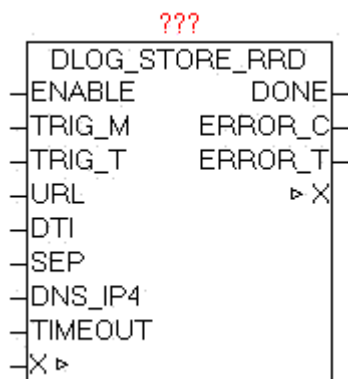 ???
DLOG_STORE_RRD
ENABLE DONE
TRIG_M ERROR_C
TRIG_T ERROR_T
URL ▷ X
DTI
SEP
DNS_IP4
TIMEOUT
X ▷